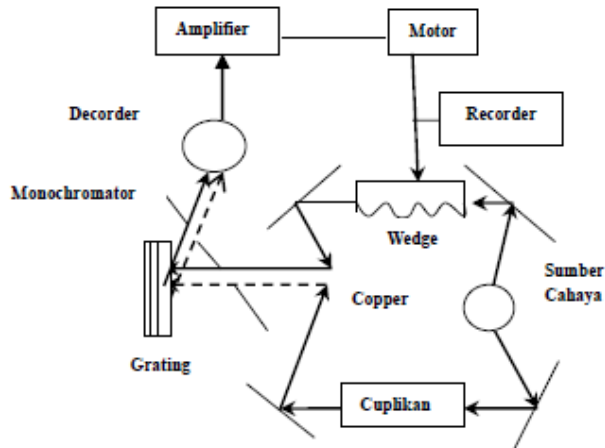 Amplifier
Motor
Decorder
Recorder
Monochromator
Wedge
Sumber
Cahaya
Copper
Grating
Cuplikan